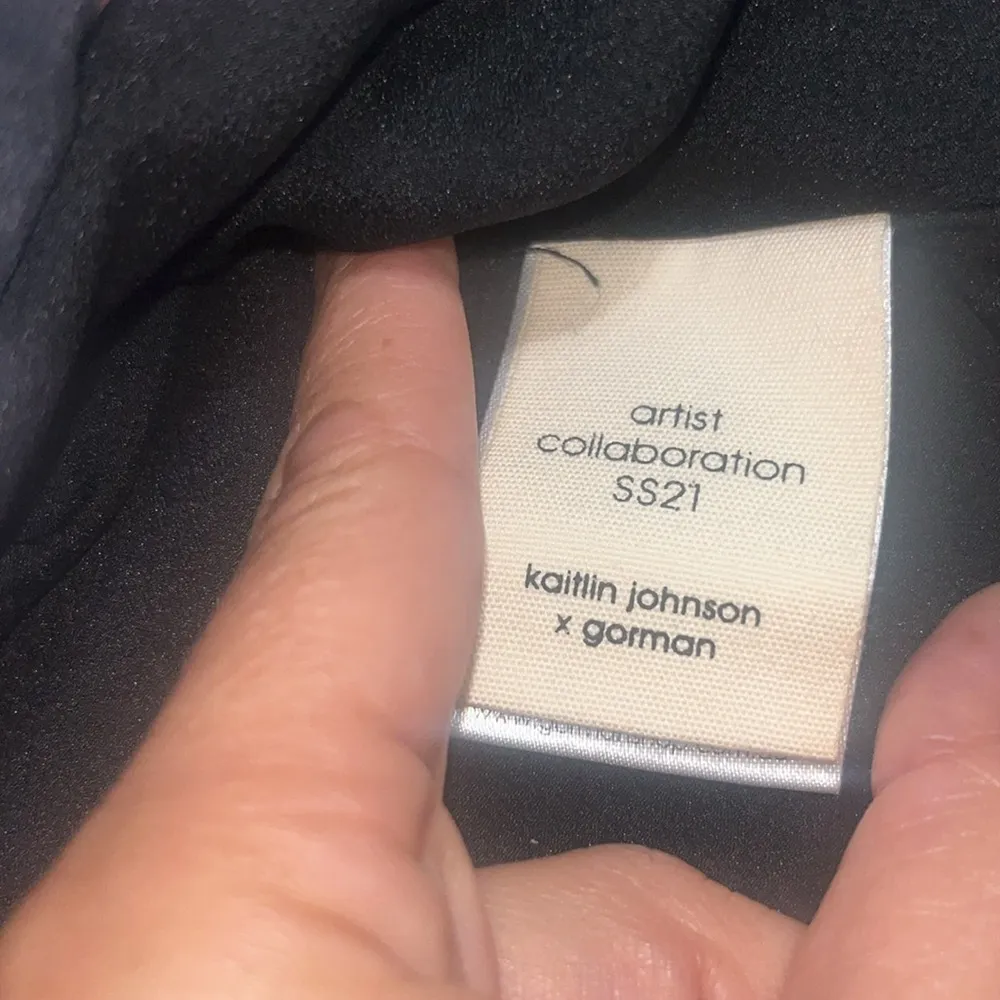 artist
collaboration
SS21
kaitlin johnson
x gorman